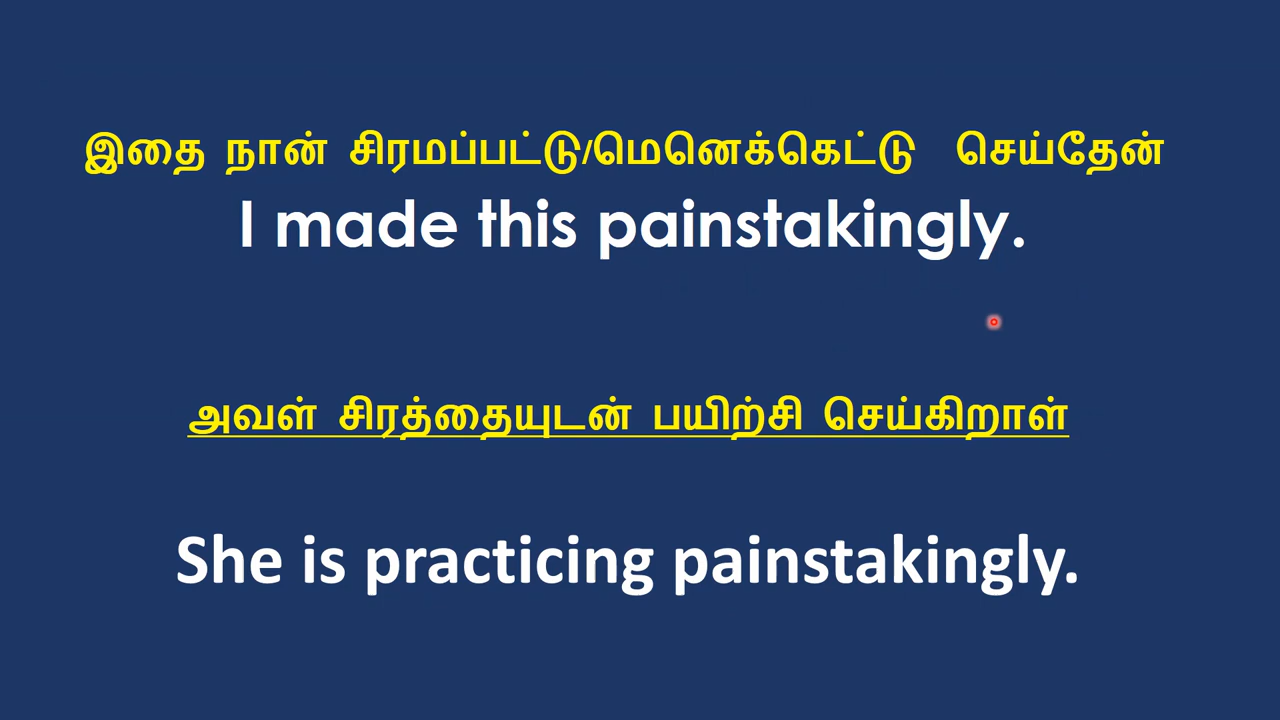 இதை நான் சிரமப்பட்டு/மெனெக்கெட்டு செய்தேன்
I made this painstakingly.
அவள் சிரத்தையுடன் பயிற்சி செய்கிறாள்
She is practicing painstakingly.